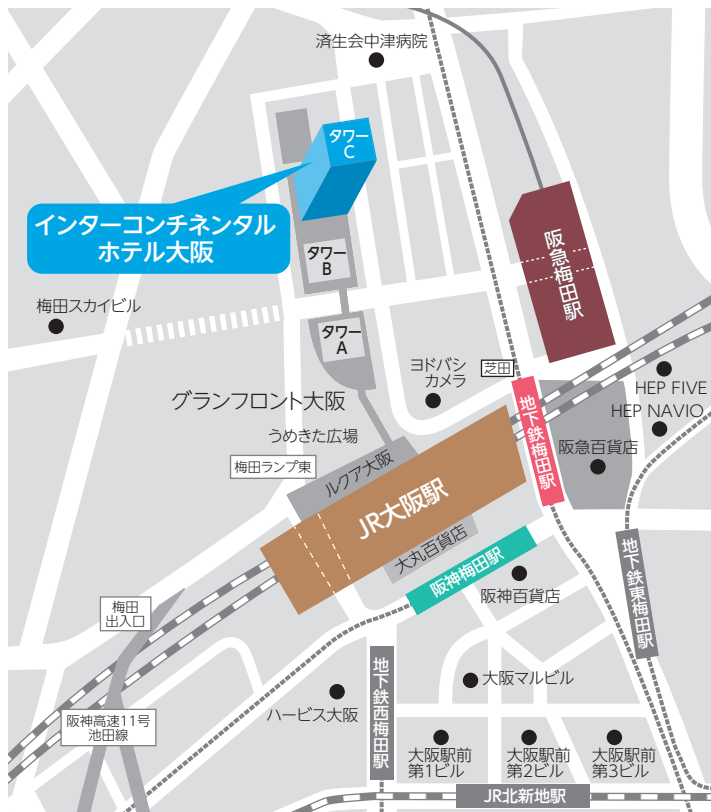 済生会中津病院
タワー
C
インターコンチネンタル
ホテル大阪
タワー
B
阪急梅田駅
梅田スカイビル
タワー
A
ヨドバシ
カメラ
芝田
HEP FIVE
HEP NAVIO
グランフロント大阪
うめきた広場
地下鉄梅田駅
阪急百貨店
梅田ランプ東
ルクア大阪
JR大阪駅
大丸百貨店
阪神梅田駅
阪神百貨店
地下鉄東梅田駅
梅田
出入口
地下鉄西梅田駅
大阪マルビル
ハービス大阪
阪神高速11号
池田線
大阪駅前
第1ビル
大阪駅前
第2ビル
大阪駅前
第3ビル
JR北新地駅